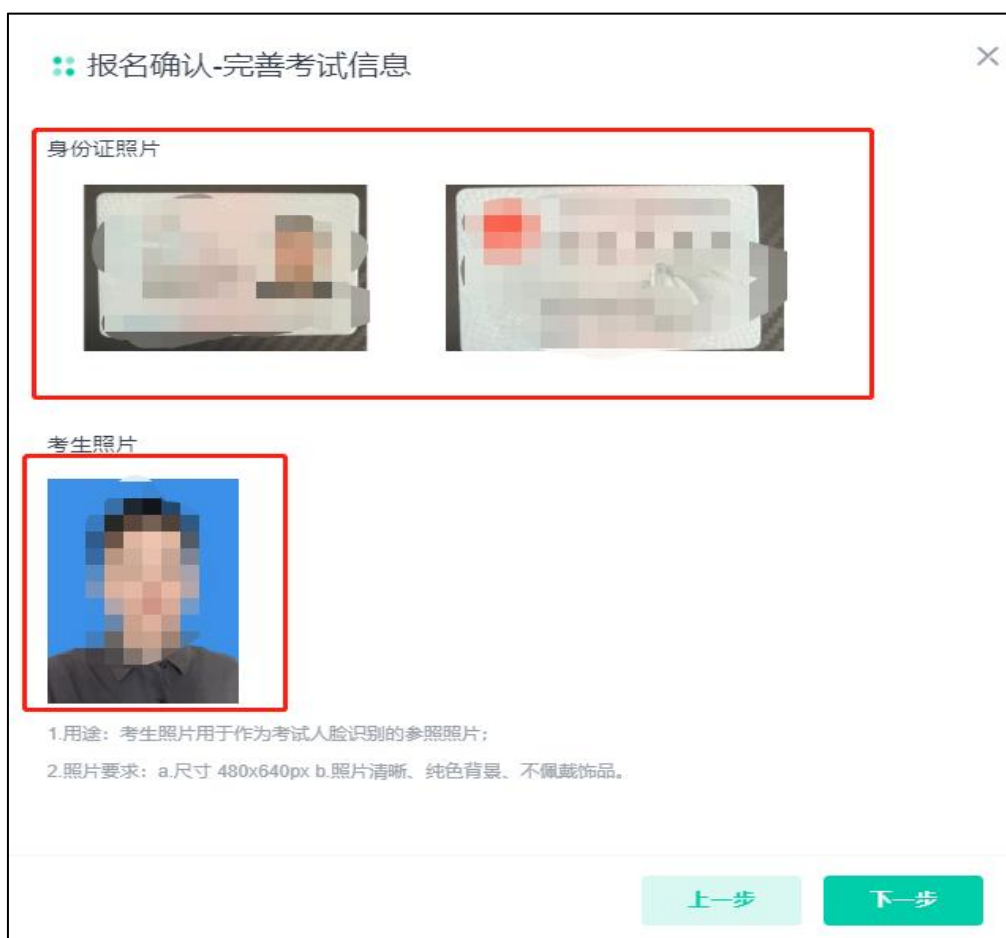 报名确认-完善考试信息
身份证照片
考生照片
1.用途：考生照片用于作为考试人脸识别的参照照片；
2.照片要求：a.尺寸 480x640px b.照片清晰、纯色背景、不佩戴饰品。
上一步
下一步